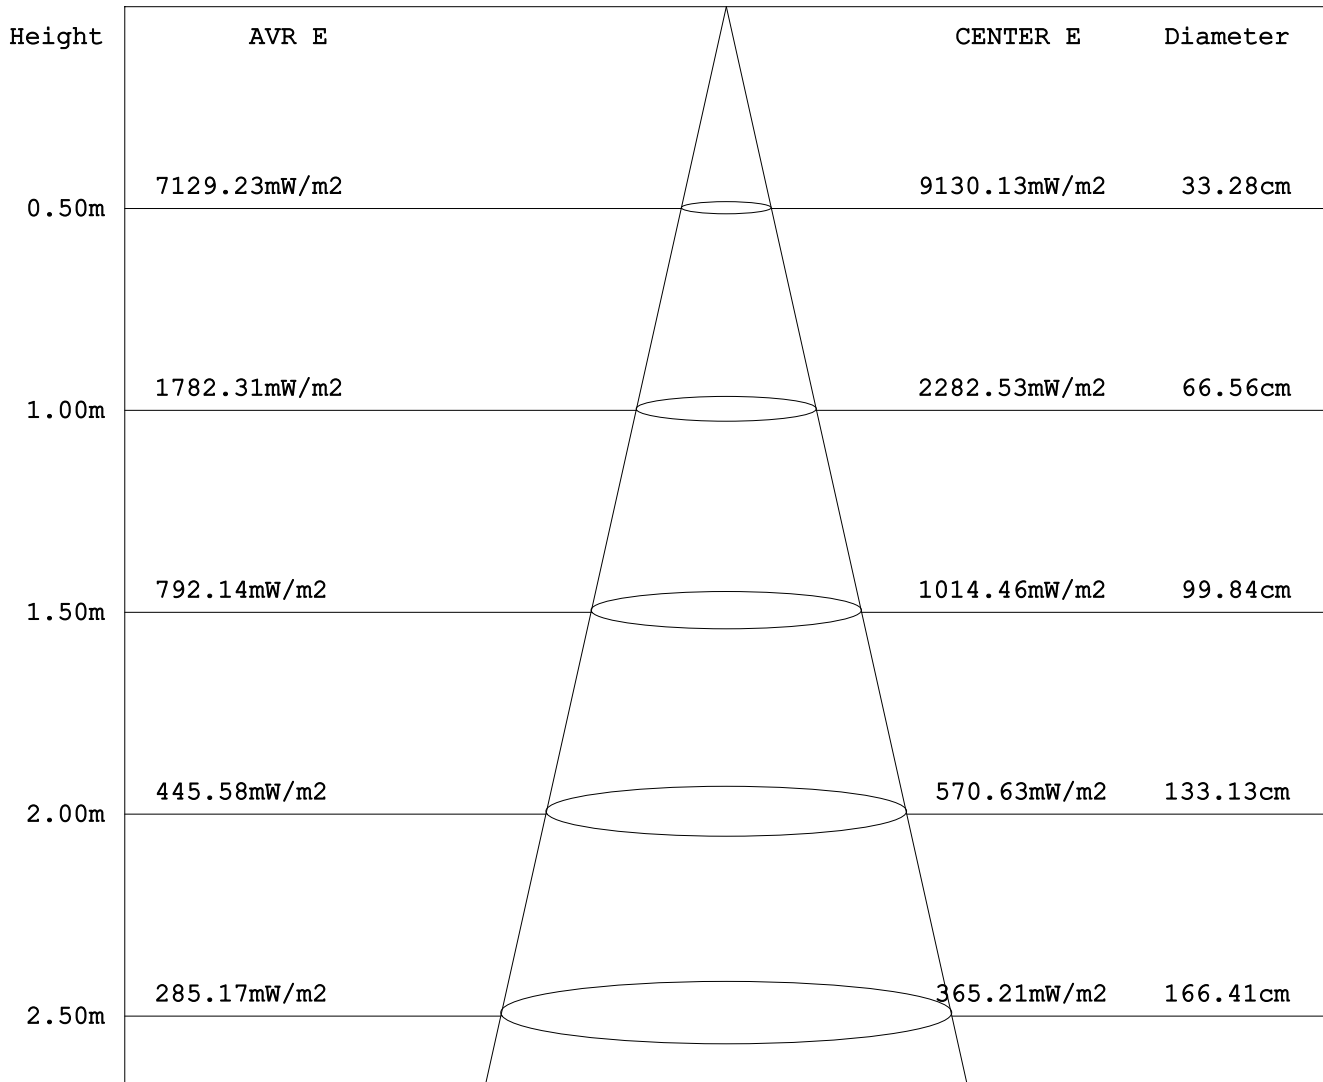 Height AVR E CENTER E Diameter
7129.23mW/m2 9130.13mW/m2 33.28cm
0.50m
1782.31mW/m2 2282.53mW/m2 66.56cm
1.00m
792.14mW/m2 1014.46mW/m2 99.84cm
1.50m
445.58mW/m2 570.63mW/m2 133.13cm
2.00m
285.17mW/m2 365.21mW/m2 166.41cm
2.50m